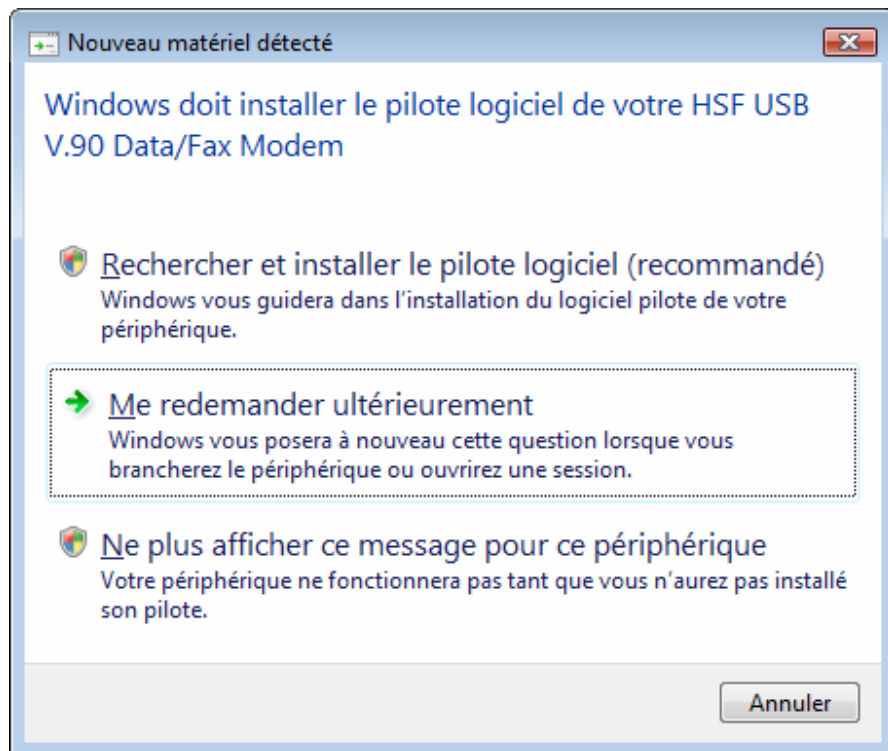 Nouveau matériel détecté
Windows doit installer le pilote logiciel de votre HSF USB
V.90 Data/Fax Modem
Rechercher et installer le pilote logiciel (recommandé)
Windows vous guidera dans l'installation du logiciel pilote de votre
périphérique.
Me redemander ultérieurement
Windows vous posera à nouveau cette question lorsque vous
brancherez le périphérique ou ouvrirez une session.
Ne plus afficher ce message pour ce périphérique
Votre périphérique ne fonctionnera pas tant que vous n'aurez pas installé
son pilote.
Annuler